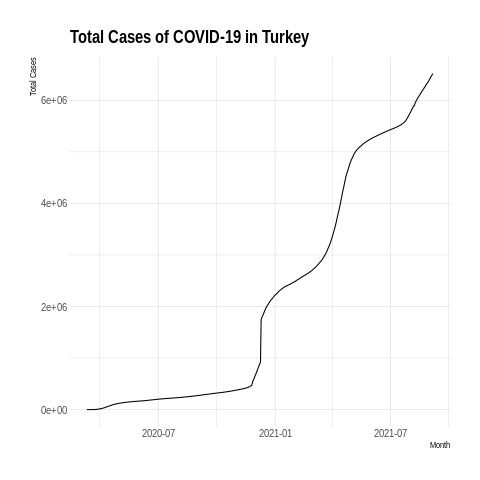 Total Cases of COVID-19 in Turkey
Total Cases
6e+06
4e+06
2e+06
0e+00
2020-07
2021-01
2021-07
Month